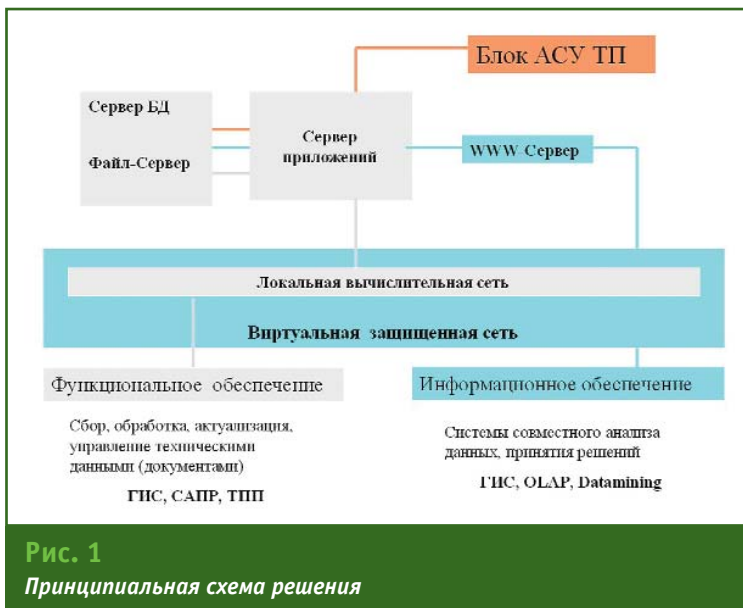 Блок АСУ ТП
Сервер БД
Файл-Сервер
Сервер
приложений
WWW-Сервер
Локальная вычислительная сеть
Виртуальная защищенная сеть
Функциональное обеспечение
Сбор, обработка, актуализация,
управление техническими
данными (документами)
ГИС, САПР, ТПП
Информационное обеспечение
Системы совместного анализа
данных, принятия решений
ГИС, OLAP, Datamining
Рис. 1
Принципиальная схема решения